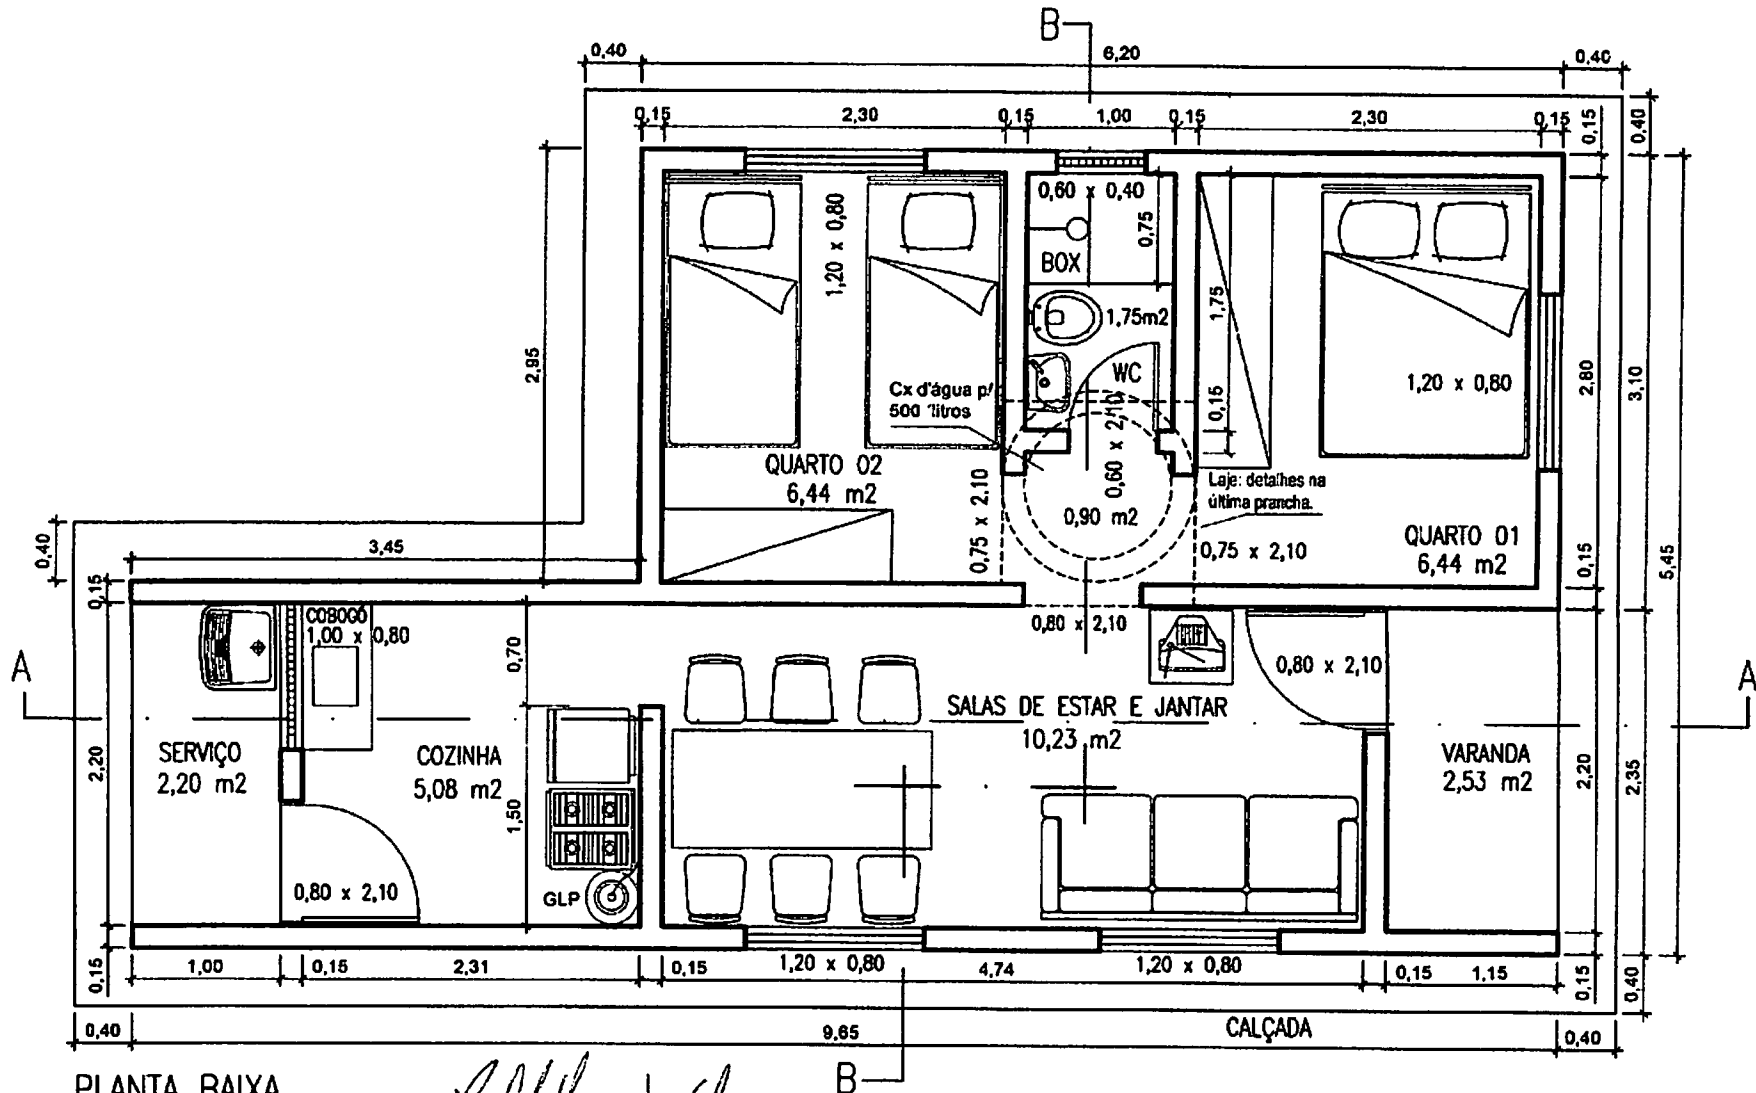 B
0,40
6,20
0,40
0,15
2,30
0,15
1,00
0,15
2,30
0,15
0,15
0,40
1,20 x 0,80
0,60 x 0,40
0,75
BOX
1,75m2
1,75
2,95
WC
Cx d'água p/
500 litros
1,20 x 0,80
2,80
3,10
0,15
0,60 x 2,10
QUARTO 02
6,44 m2
Laje: detalhes na
última prancha.
0,75 x 2.10
0,90 m2
QUARTO 01
6,44 m2
0,75 x 2,10
0,40
3,45
0,15
5,45
0,15
COBOGÓ
1,00 x 0,80
0,80 x 2,10
0,70
0,80 x 2,10
A
A
SALAS DE ESTAR E JANTAR
10,23 m2
SERVIÇO
2,20 m2
COZINHA
5,08 m2
VARANDA
2,53 m2
2,20
2,20
2,35
1,50
0,80 x 2,10
GLP
0,15
1,00
0,15
2,31
0,15
1,20 x 0,80
4,74
1,20 x 0,80
0,15
1,15
0,15
0,40
0,40
9,65
CALÇADA
0,40
PLANTA BAIXA
B